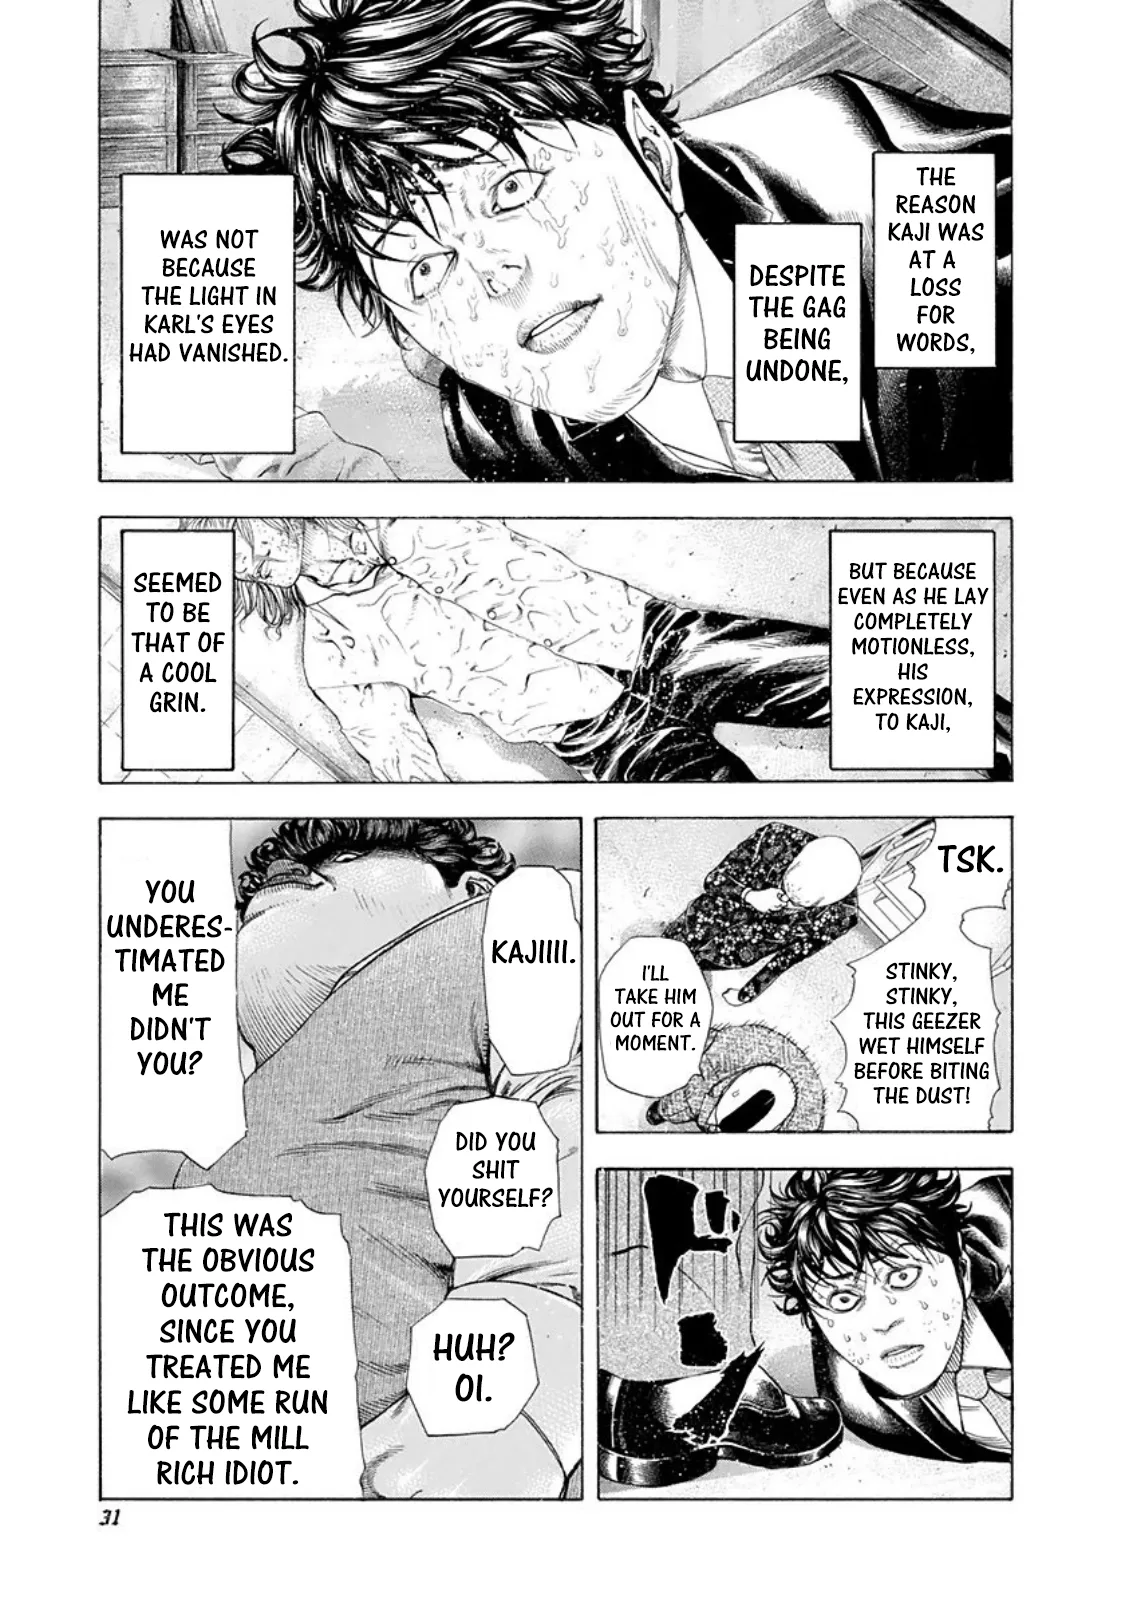 THE
REASON
KAJI WAS
AT A
LOSS
FOR
WORDS,
DESPITE
THE GAG
BEING
UNDONE,
WAS NOT
BECAUSE
THE LIGHT IN
KARL'S EYES
HAD VANISHED.
BUT BECAUSE
EVEN AS HE LAY
COMPLETELY
MOTIONLESS,
HIS
EXPRESSION,
TO KAJI,
SEEMED
TO BE
THAT OF
A COOL
GRIN.
TSK.
STINKY,
STINKY,
THIS GEEZER
WET HIMSELF
BEFORE BITING
THE DUST!
I'LL
TAKE HIM
OUT FOR A
MOMENT.
KAJIIII.
DID YOU
SHIT
YOURSELF?
HUH?
OI.
YOU
UNDERES-
TIMATED
ME
DIDN'T
YOU?
THIS WAS
THE OBVIOUS
OUTCOME,
SINCE YOU
TREATED ME
LIKE SOME RUN
OF THE MILL
RICH IDIOT.
31